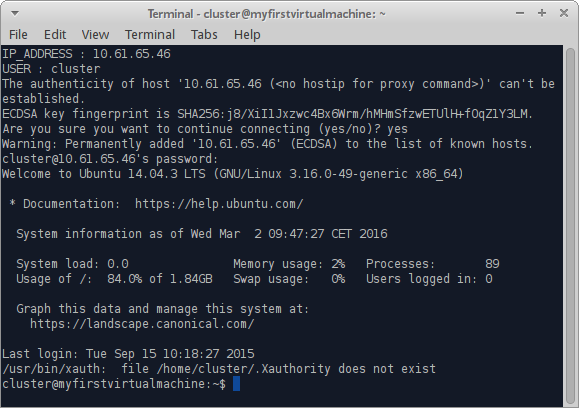 Terminal - cluster@myfirstvirtualmachine: ~
File Edit View Terminal Tabs Help
IP_ADDRESS : 10.61.65.46
USER : cluster
The authenticity of host '10.61.65.46 (<no hostip for proxy command>)' can't be
established.
ECDSA key fingerprint is SHA256:j8/XiI1Jxzwc4Bx6Wrm/hMHmSfzwETUlH+fOqZ1Y3LM.
Are you sure you want to continue connecting (yes/no)? yes
Warning: Permanently added '10.61.65.46' (ECDSA) to the list of known hosts.
cluster@10.61.65.46's password:
Welcome to Ubuntu 14.04.3 LTS (GNU/Linux 3.16.0-49-generic x86_64)
* Documentation: https://help.ubuntu.com/
System information as of Wed Mar 2 09:47:27 CET 2016
System load: 0.0 Memory usage: 2% Processes: 89
Usage of /: 84.0% of 1.84GB Swap usage: 0% Users logged in: 0
Graph this data and manage this system at:
https://landscape.canonical.com/
Last login: Tue Sep 15 10:18:27 2015
/usr/bin/xauth: file /home/cluster/.Xauthority does not exist
cluster@myfirstvirtualmachine:~$